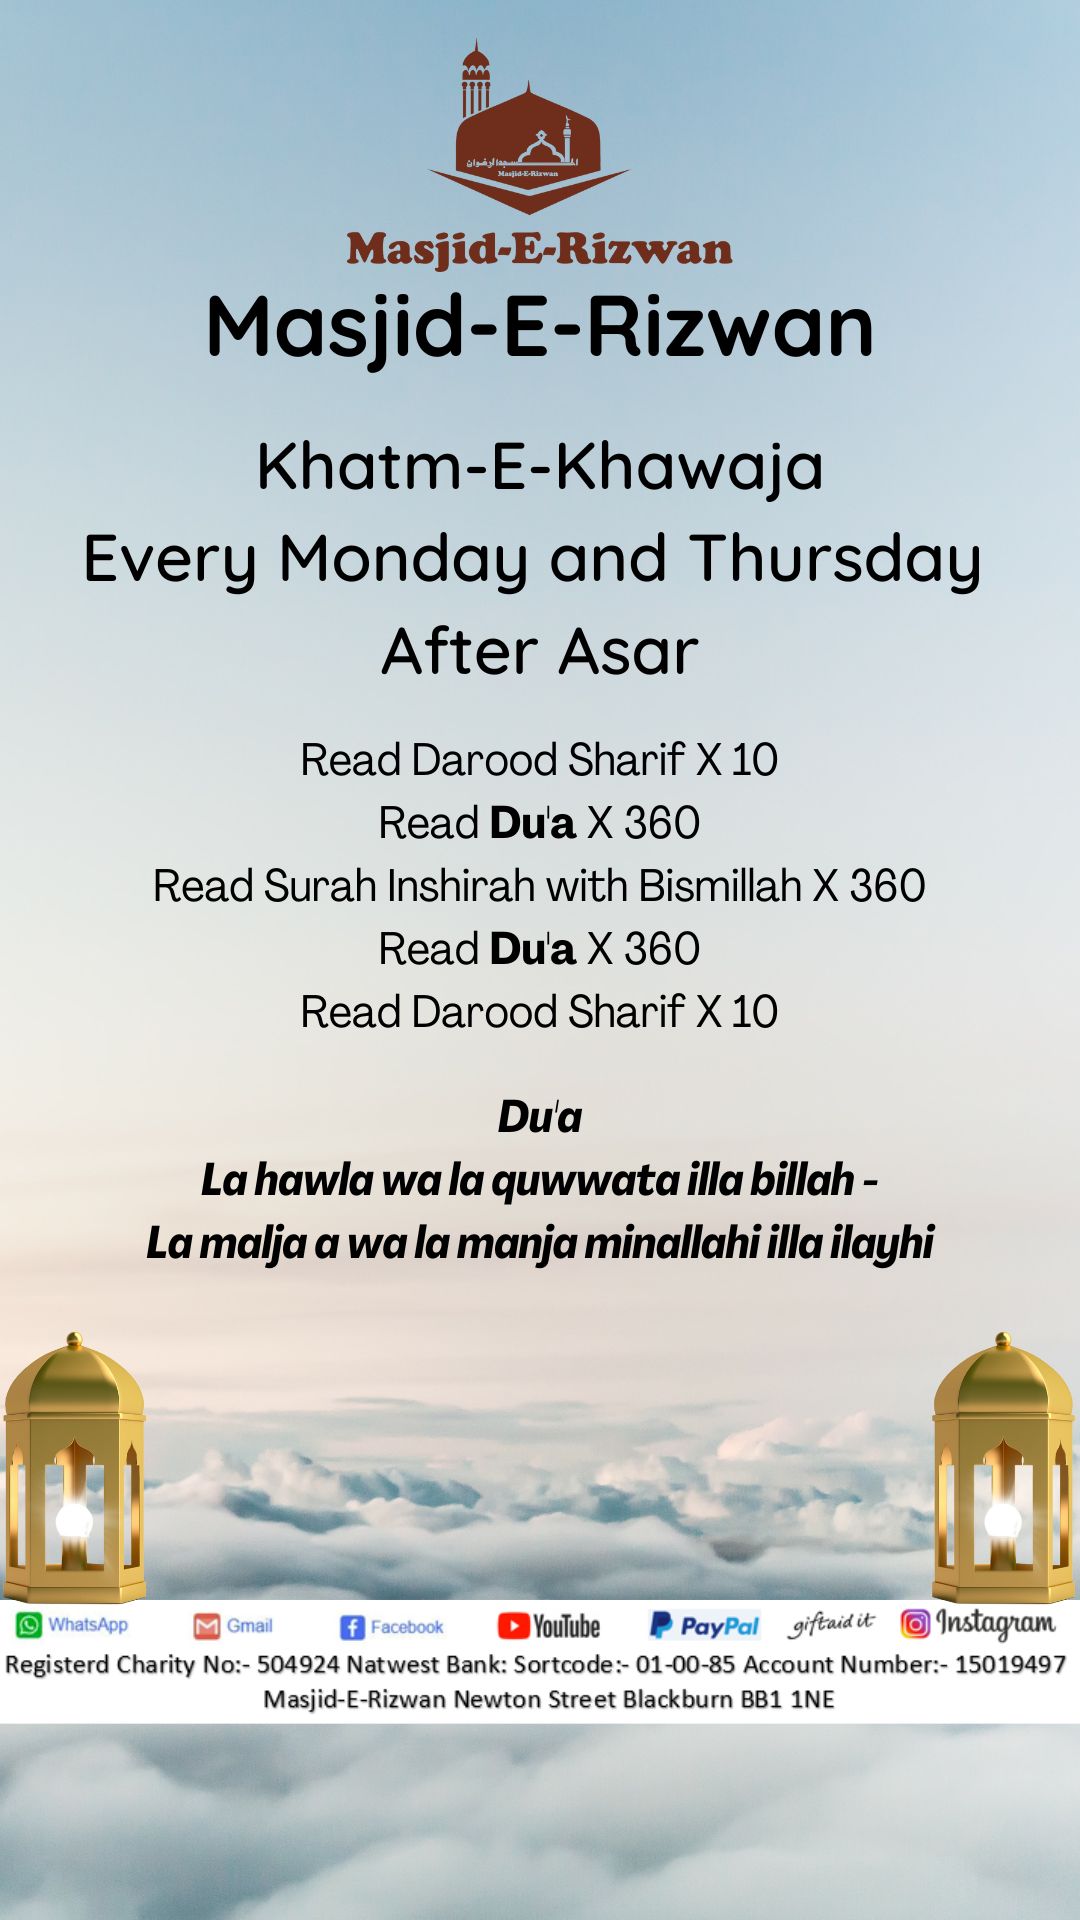 المسجد الرضوان
Masjid-E-Rizwan
Masjid-E-Rizwan
Masjid-E-Rizwan
Khatm-E-Khawaja
Every Monday and Thursday
After Asar
Read Darood Sharif X 10
Read Du'a X 360
Read Surah Inshirah with Bismillah X 360
Read Du'a X 360
Read Darood Sharif X 10
Du'a
La hawla wa la quwwata illa billah -
La malja a wa la manja minallahi illa ilayhi
WhatsApp Gmail Facebook YouTube PayPal giftaid it Instagram
Registerd Charity No:- 504924 Natwest Bank: Sortcode:- 01-00-85 Account Number:- 15019497
Masjid-E-Rizwan Newton Street Blackburn BB1 1NE